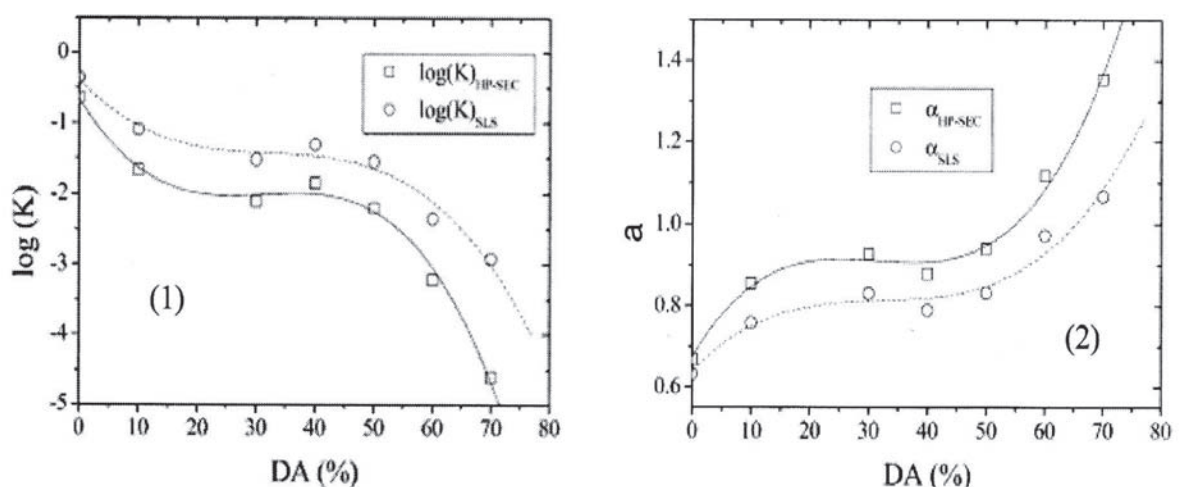 0
-1
-2
-3
-4
-5
log (K)
log(K)HP-SEC
log(K)SLS
(1)
0 10 20 30 40 50 60 70 80
DA (%)
1.4
1.2
1.0
0.8
0.6
a
αHP-SEC
αSLS
(2)
0 10 20 30 40 50 60 70 80
DA (%)